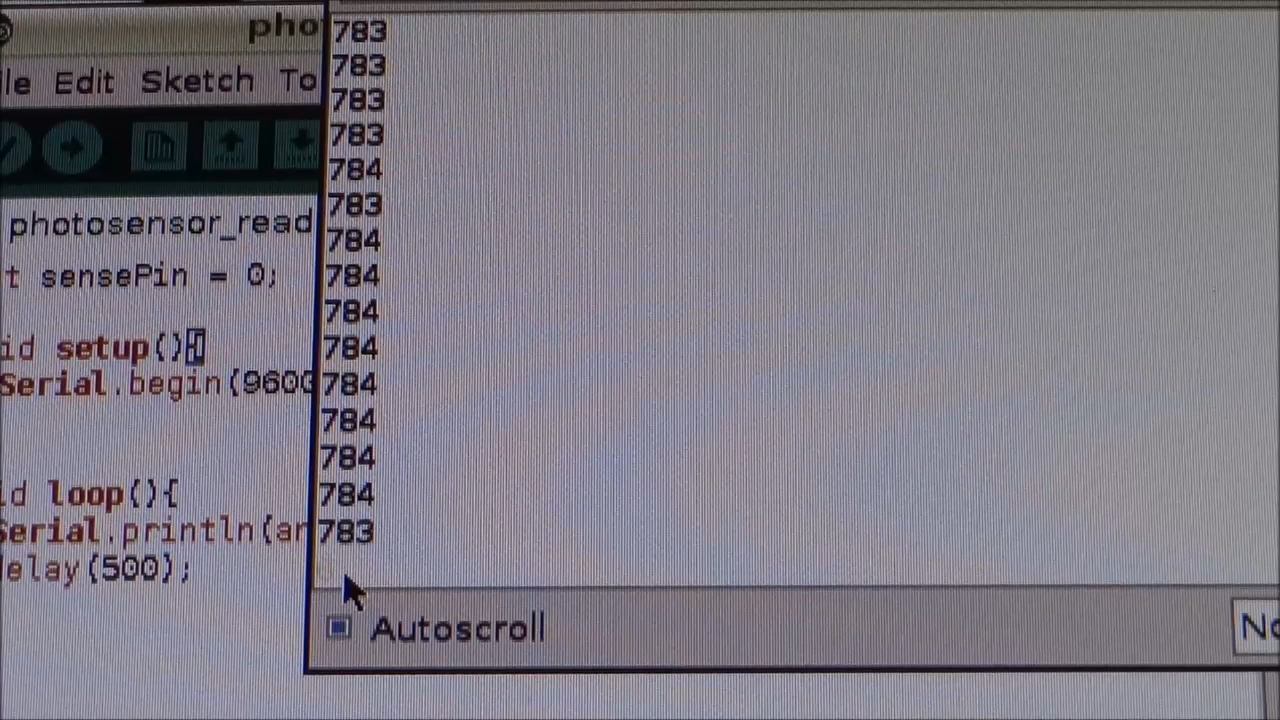 pho
le Edit Sketch To
photosensor_read
t sensePin = 0;
id setup(){
Serial.begin(9600
id loop(){
Serial.println(an
delay(500);
783
783
783
783
784
783
784
784
784
784
784
784
784
784
783
Autoscroll
No